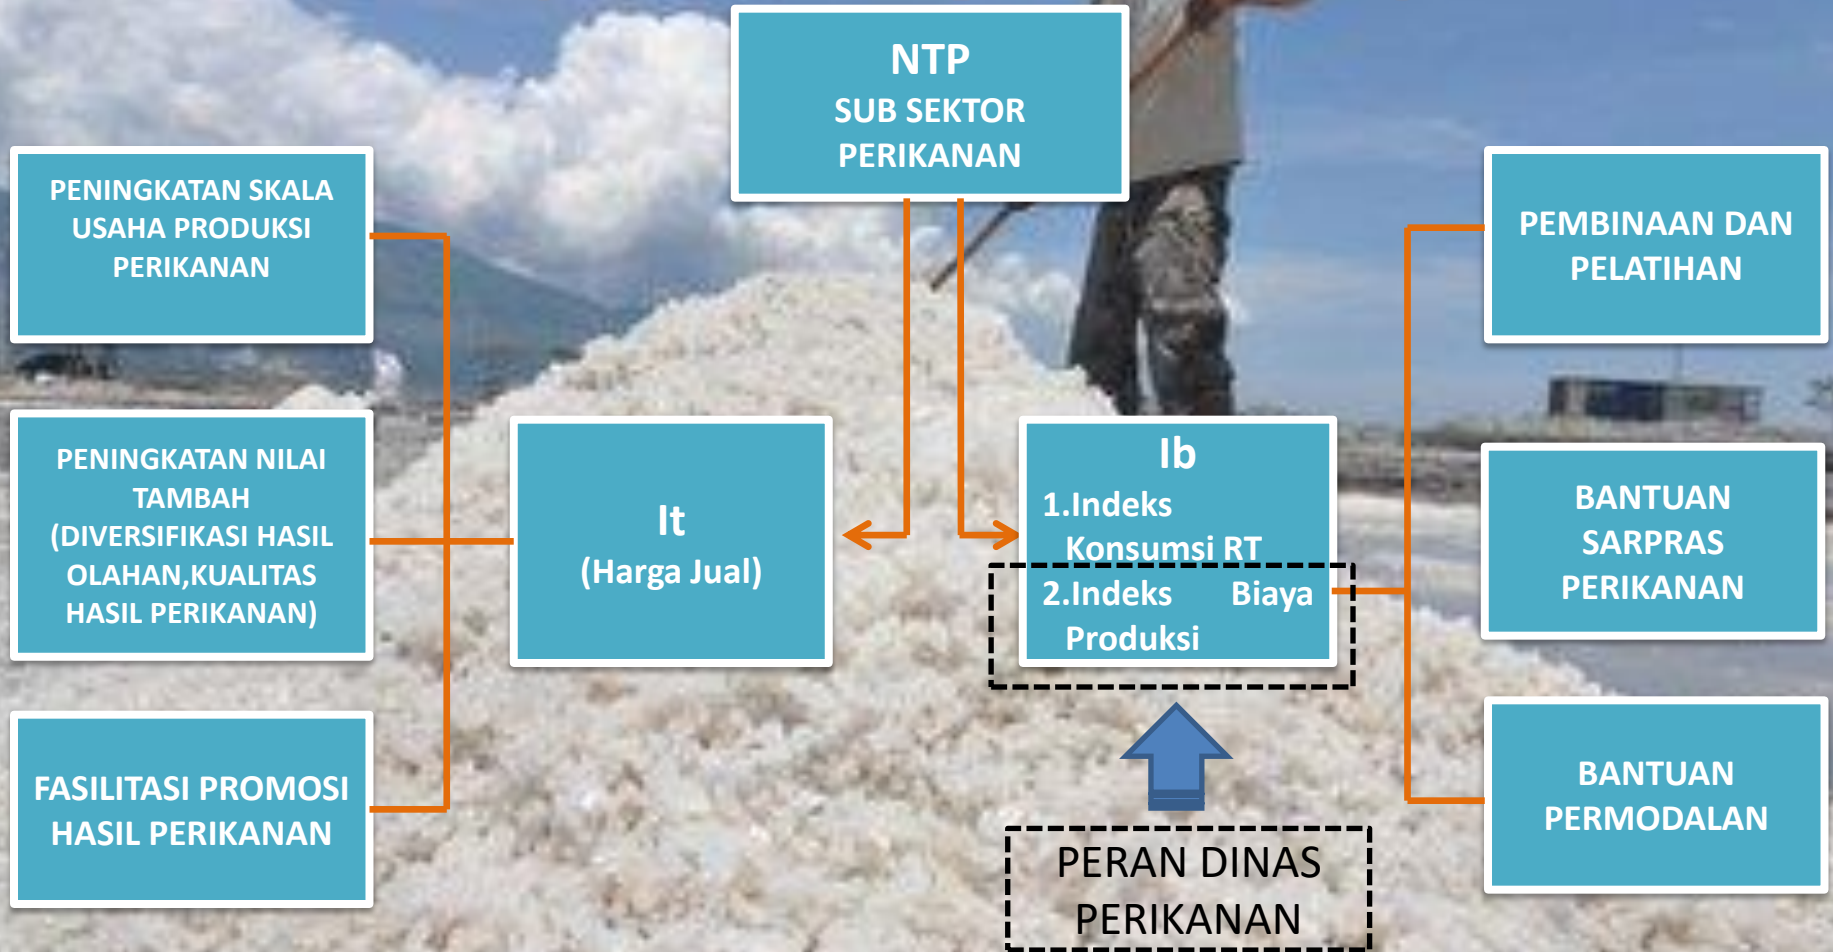 NTP
SUB SEKTOR
PERIKANAN
PENINGKATAN SKALA
USAHA PRODUKSI
PERIKANAN
PENINGKATAN NILAI
TAMBAH
(DIVERSIFIKASI HASIL
OLAHAN,KUALITAS
HASIL PERIKANAN)
FASILITASI PROMOSI
HASIL PERIKANAN
It
(Harga Jual)
Ib
1.Indeks
Konsumsi RT
2.Indeks Biaya
Produksi
PERAN DINAS
PERIKANAN
PEMBINAAN DAN
PELATIHAN
BANTUAN
SARPRAS
PERIKANAN
BANTUAN
PERMODALAN